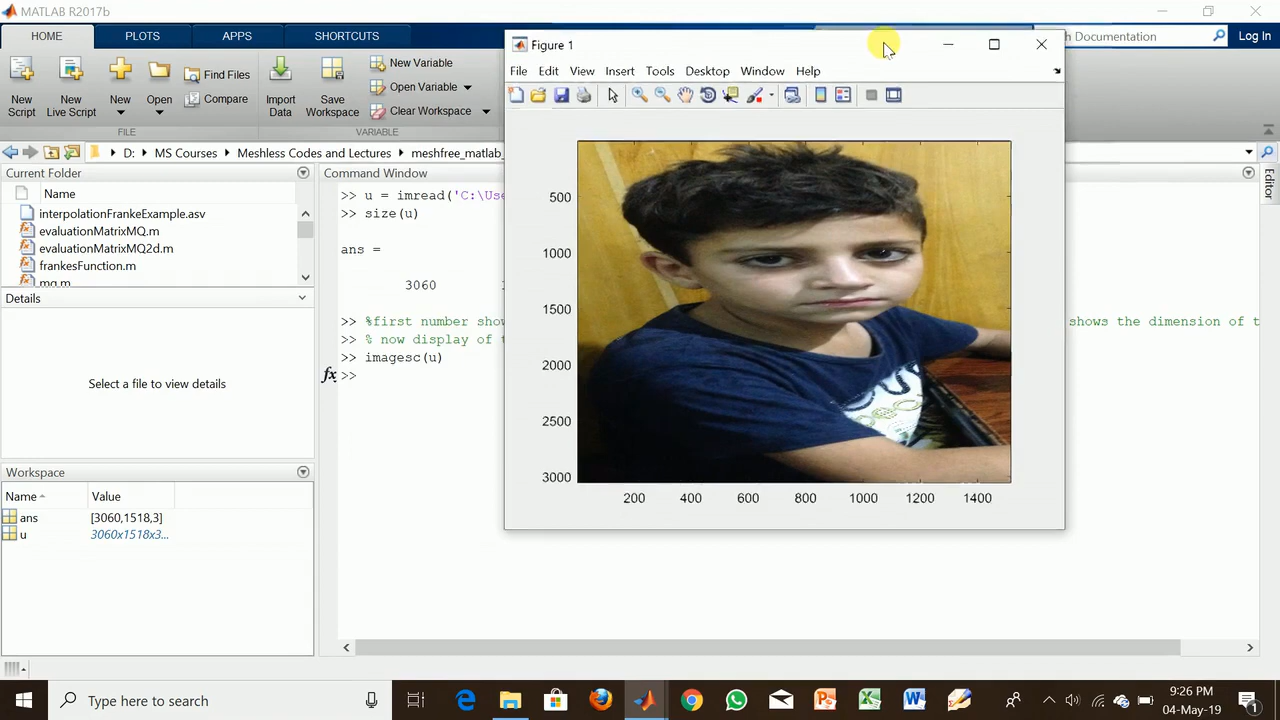 MATLAB R2017b
HOME PLOTS APPS SHORTCUTS
h Documentation
Log In
New Script
New Live Script
New
Open
Find Files
Compare
Import Data
Save Workspace
New Variable
Open Variable
Clear Workspace
FILE
VARIABLE
D: MS Courses Meshless Codes and Lectures meshfree_matlab_
Figure 1
File Edit View Insert Tools Desktop Window Help
500
1000
1500
2000
2500
3000
200 400 600 800 1000 1200 1400
Current Folder
Name
interpolationFrankeExample.asv
evaluationMatrixMQ.m
evaluationMatrixMQ2d.m
frankesFunction.m
mq.m
Details
Select a file to view details
Workspace
Name Value
ans [3060,1518,3]
u 3060x1518x3...
Command Window
>> u = imread('C:\Use
>> size(u)
ans =
3060
>> %first number sho shows the dimension of t
>> % now display of t
>> imagesc(u)
fx >>
Editor
Type here to search
9:26 PM
04-May-19
1